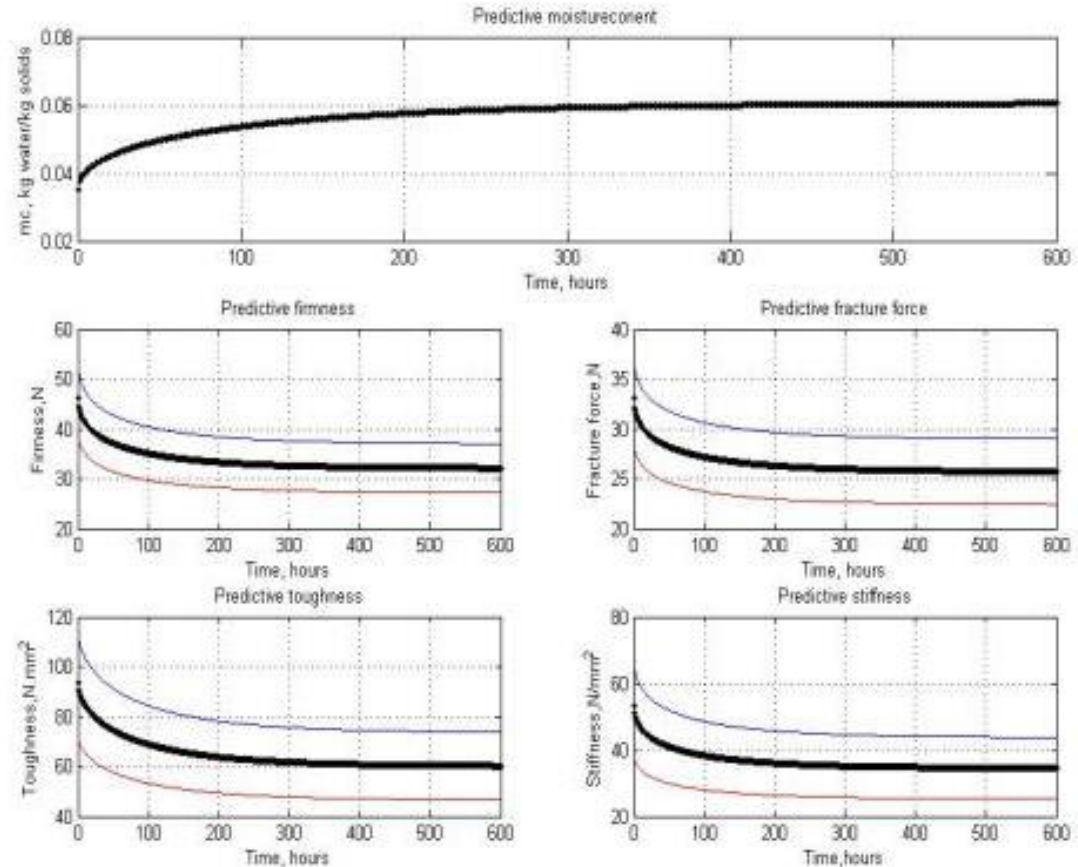 Predictive moistureconent
mc, kg water/kg solids
0.08
0.06
0.04
0.02
0 100 200 300 400 500 600
Time, hours
Predictive firmness
Firmness,N
60
50
40
30
20
0 100 200 300 400 500 600
Time, hours
Predictive fracture force
Fracture force,N
40
35
30
25
20
0 100 200 300 400 500 600
Time, hours
Predictive toughness
Toughness,N.mm²
120
100
80
60
40
0 100 200 300 400 500 600
Time, hours
Predictive stiffness
Stiffness,N/mm²
80
60
40
20
0 100 200 300 400 500 600
Time,hours